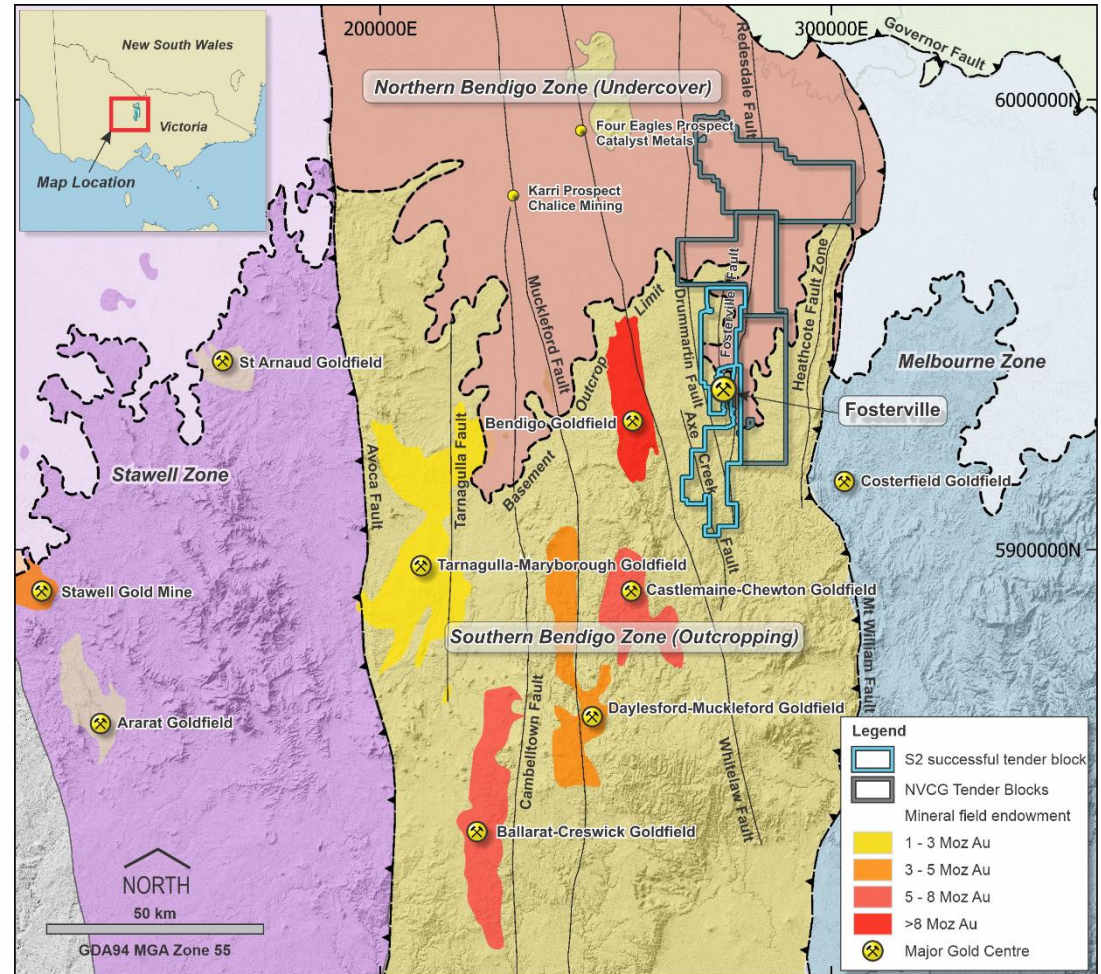 New South Wales
Victoria
Map Location
200000E
300000E
Governor Fault
6000000N
Redesdale Fault
Northern Bendigo Zone (Undercover)
Four Eagles Prospect
Catalyst Metals
Karri Prospect
Chalice Mining
Muckleford Fault
Basement
Outcrop
Limit
Drummartin Fault
Fosterville Fault
Heathcote Fault Zone
Melbourne Zone
St Arnaud Goldfield
Fosterville
Bendigo Goldfield
Axe Creek Fault
Stawell Zone
Avoca Fault
Tarnagulla Fault
Costerfield Goldfield
5900000N
Tarnagulla-Maryborough Goldfield
Castlemaine-Chewton Goldfield
Stawell Gold Mine
Mt William Fault
Southern Bendigo Zone (Outcropping)
Ararat Goldfield
Cambelltown Fault
Daylesford-Muckleford Goldfield
Whitelaw Fault
Ballarat-Creswick Goldfield
NORTH
50 km
GDA94 MGA Zone 55
Legend
S2 successful tender block
NVCG Tender Blocks
Mineral field endowment
1 - 3 Moz Au
3 - 5 Moz Au
5 - 8 Moz Au
>8 Moz Au
Major Gold Centre